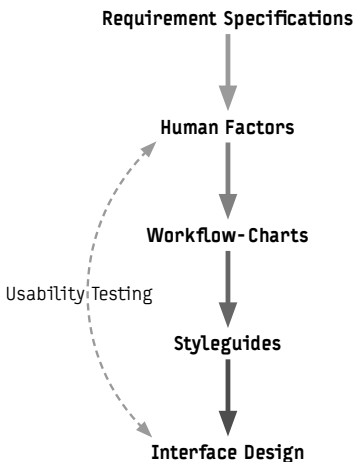 Requirement Specifications
Human Factors
Workflow-Charts
Usability Testing
Styleguides
Interface Design